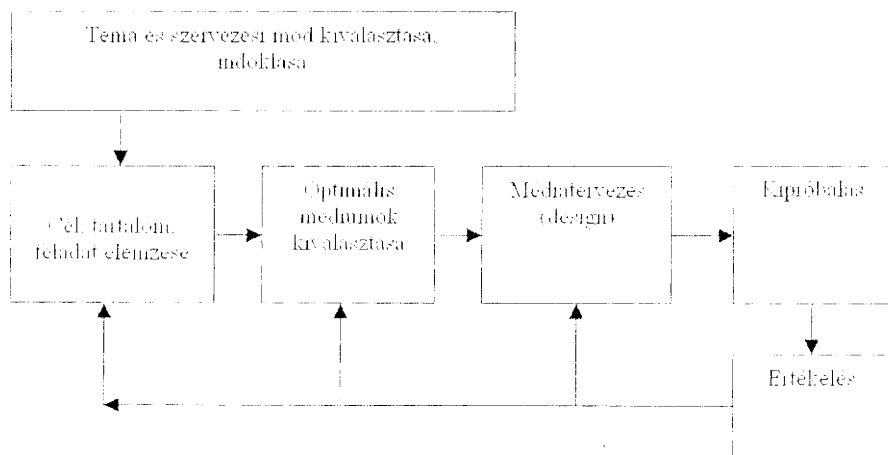 Téma és szervezési mód kiválasztása,
indoklása
Cél, tartalom,
feladat elemzése
Optimális
médiumok
kiválasztása
Médiatervezés
(design)
Kipróbálás
Értékelés